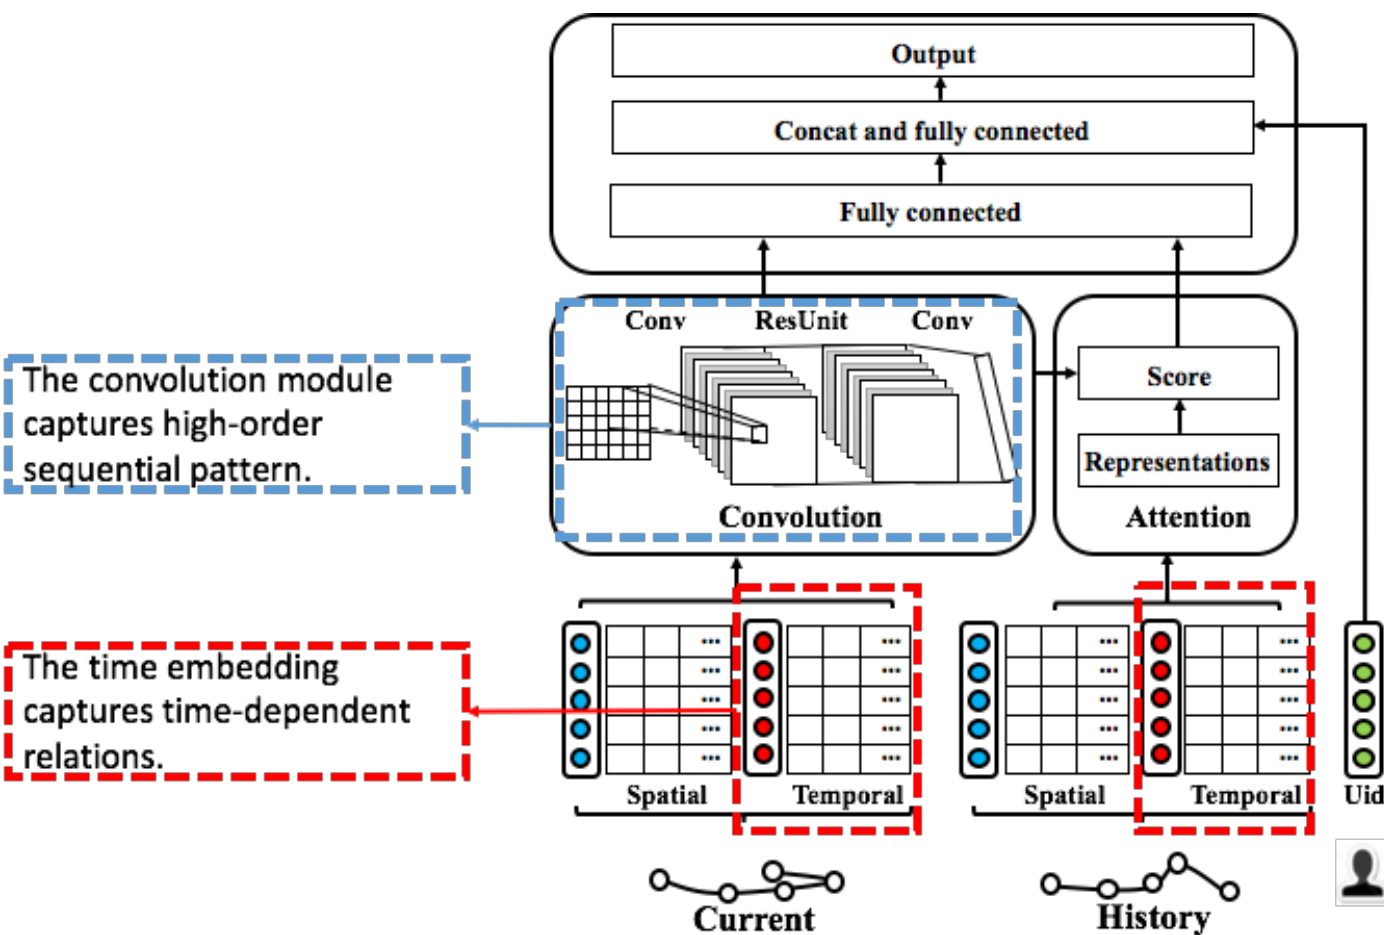 Output
Concat and fully connected
Fully connected
Conv ResUnit Conv
The convolution module
captures high-order
sequential pattern.
Score
Representations
Convolution
Attention
The time embedding
captures time-dependent
relations.
... ... ... ...
... ... ... ...
... ... ... ...
... ... ... ...
... ... ... ...
Spatial Temporal Spatial Temporal Uid
Current History